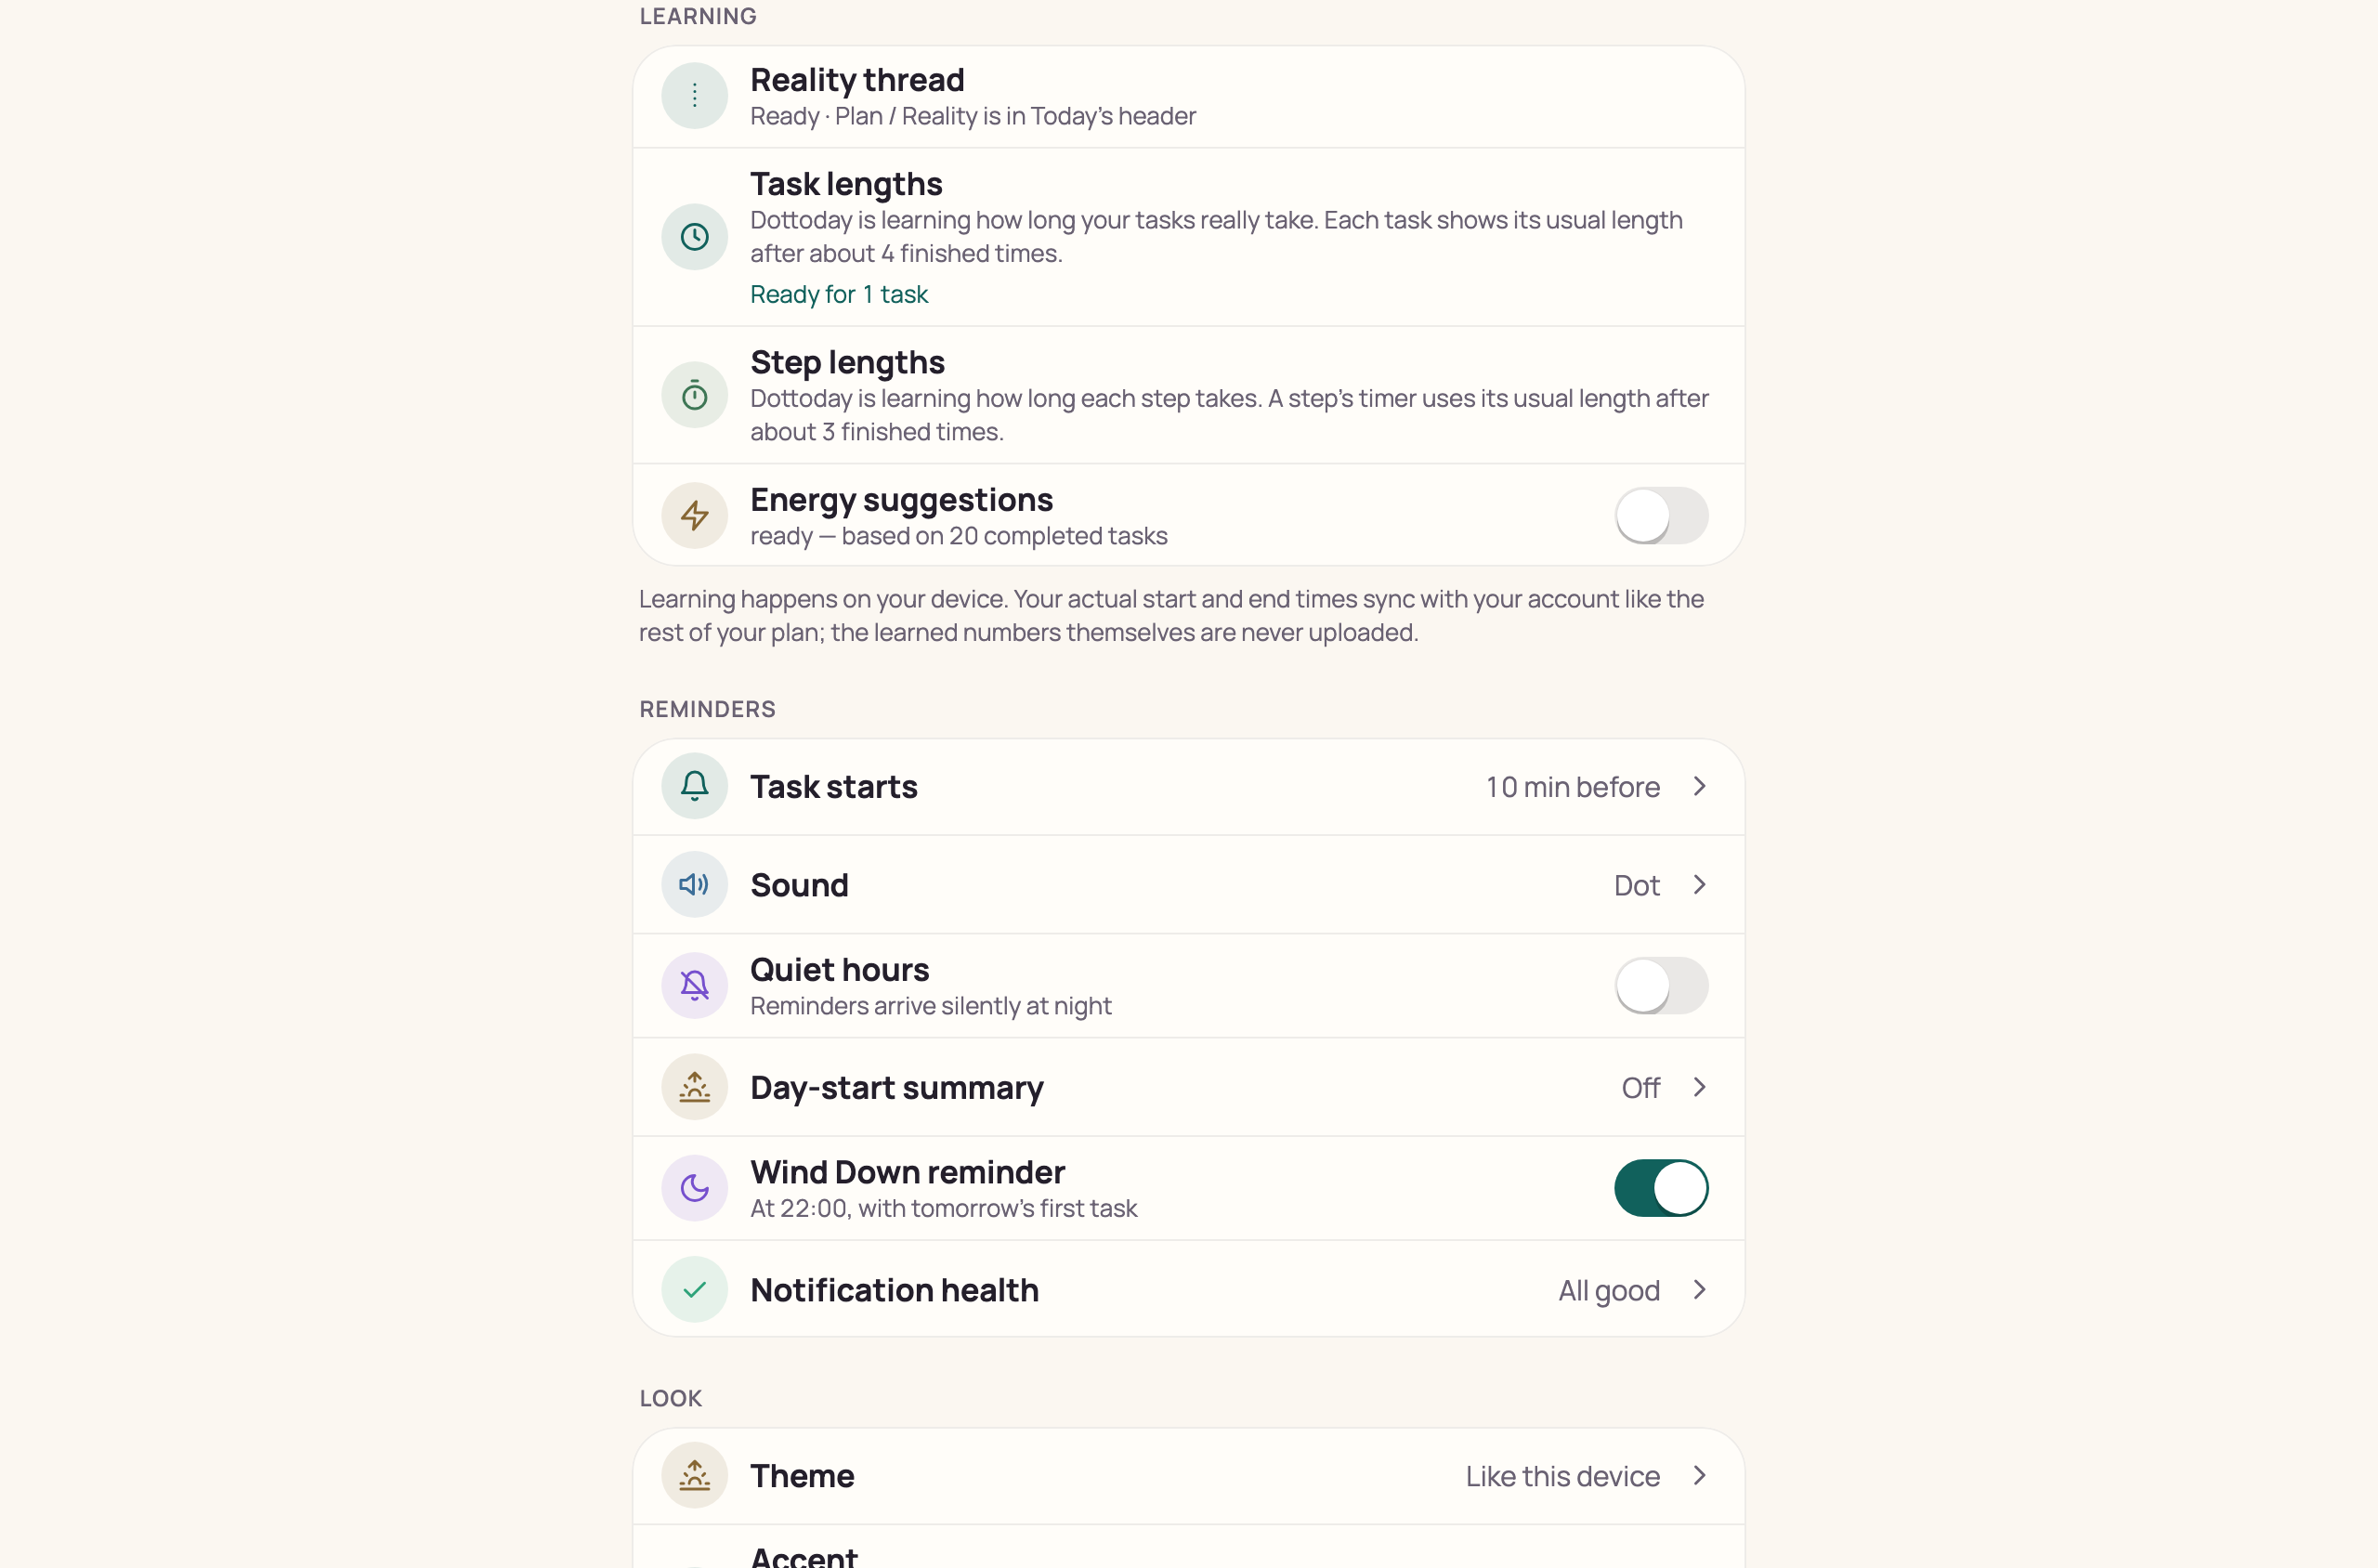 LEARNING
Reality thread
Ready · Plan / Reality is in Today’s header
Task lengths
Dottoday is learning how long your tasks really take. Each task shows its usual length
after about 4 finished times.
Ready for 1 task
Step lengths
Dottoday is learning how long each step takes. A step’s timer uses its usual length after
about 3 finished times.
Energy suggestions
ready — based on 20 completed tasks
Learning happens on your device. Your actual start and end times sync with your account like the
rest of your plan; the learned numbers themselves are never uploaded.
REMINDERS
Task starts 10 min before
Sound Dot
Quiet hours
Reminders arrive silently at night
Day-start summary Off
Wind Down reminder
At 22:00, with tomorrow’s first task
Notification health All good
LOOK
Theme Like this device
Accent